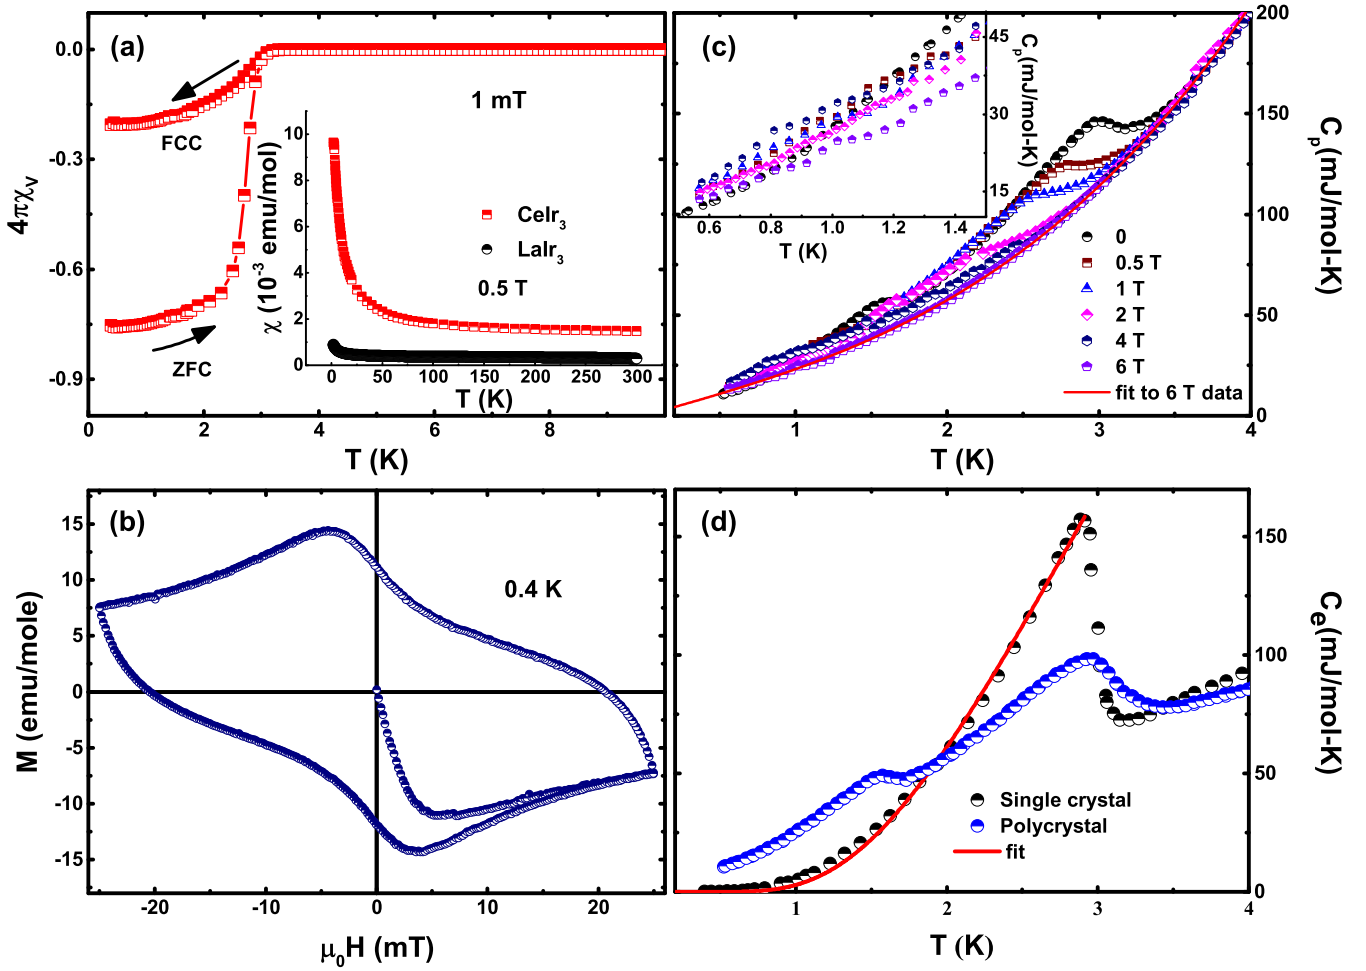 (a)
0.0
-0.3
-0.6
-0.9
4πχ_V
FCC
ZFC
1 mT
10
8
6
4
2
0
χ (10⁻³ emu/mol)
CeIr₃
LaIr₃
0.5 T
0 50 100 150 200 250 300
T (K)
0 2 4 6 8
T (K)
(c)
45
30
15
C_p(mJ/mol-K)
0.6 0.8 1.0 1.2 1.4
T (K)
200
150
100
50
0
C_p(mJ/mol-K)
0
0.5 T
1 T
2 T
4 T
6 T
fit to 6 T data
1 2 3 4
T (K)
(b)
15
10
5
0
-5
-10
-15
M (emu/mole)
0.4 K
-20 -10 0 10 20
μ₀H (mT)
(d)
150
100
50
0
C_e(mJ/mol-K)
Single crystal
Polycrystal
fit
1 2 3 4
T (K)